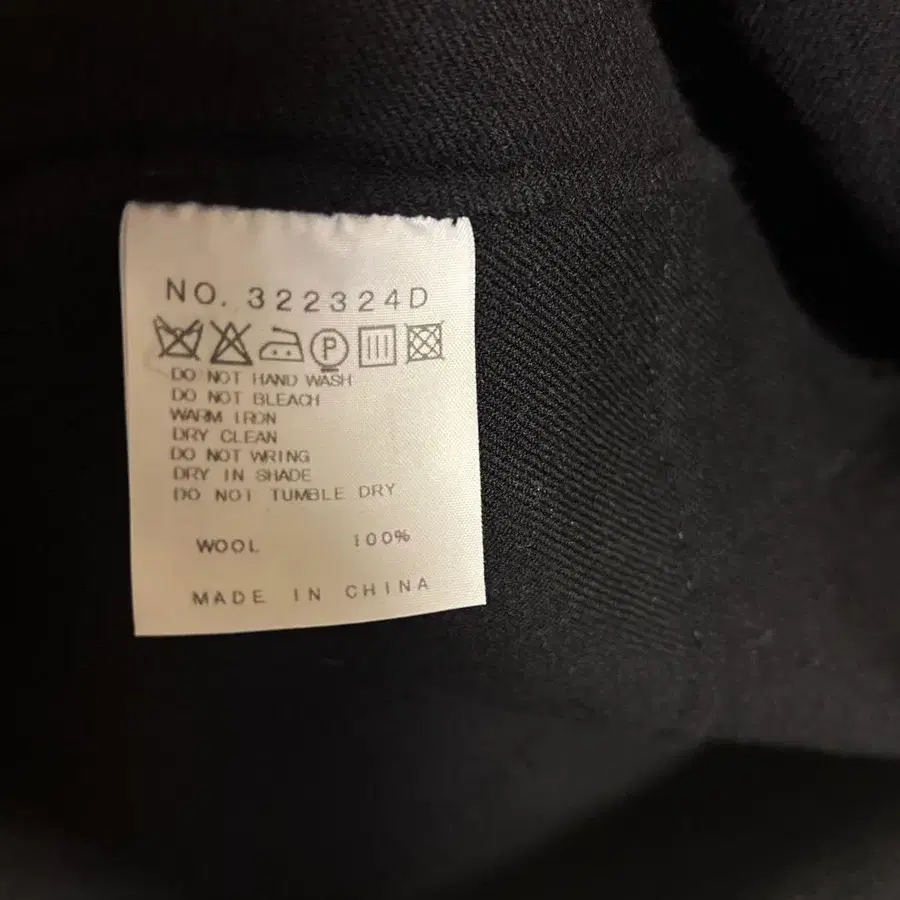 NO. 322324D
P
DO NOT HAND WASH
DO NOT BLEACH
WARM IRON
DRY CLEAN
DO NOT WRING
DRY IN SHADE
DO NOT TUMBLE DRY
WOOL 100%
MADE IN CHINA